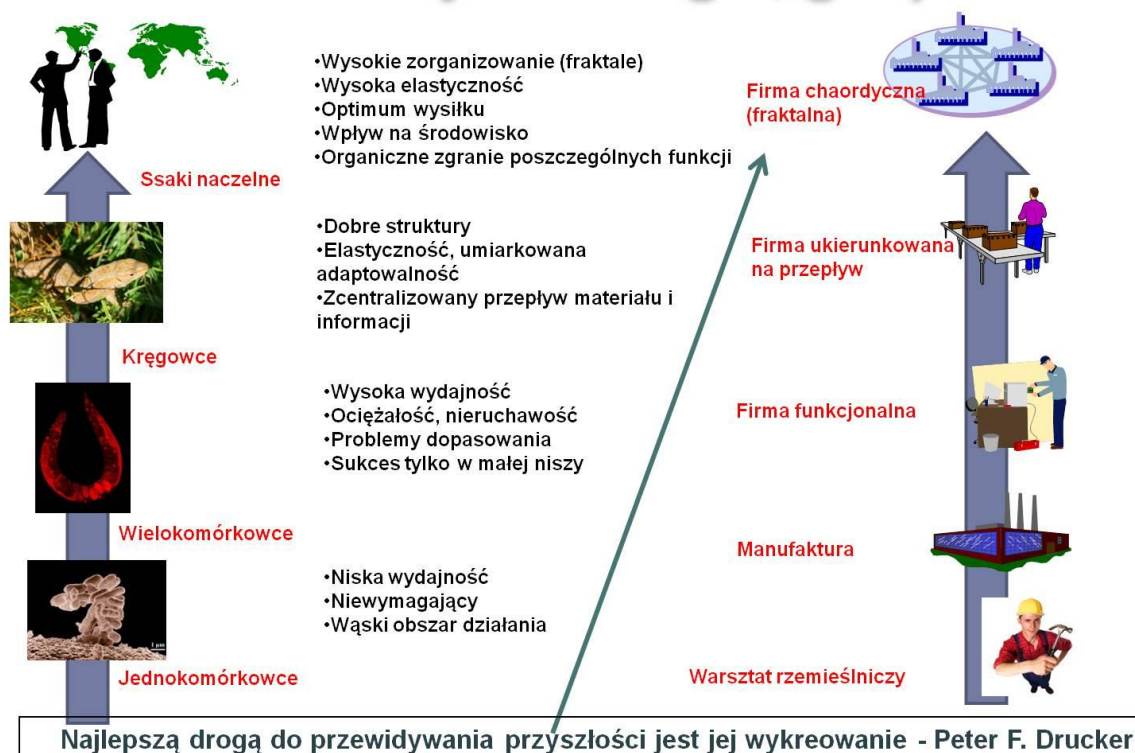 •Wysokie zorganizowanie (fraktale)
•Wysoka elastyczność
•Optimum wysiłku
•Wpływ na środowisko
•Organiczne zgranie poszczególnych funkcji
Firma chaordyczna
(fraktalna)
Ssaki naczelne
•Dobre struktury
•Elastyczność, umiarkowana
adaptowalność
•Zcentralizowany przepływ materiału i
informacji
Firma ukierunkowana
na przepływ
Kręgowce
•Wysoka wydajność
•Ociężałość, nieruchawość
•Problemy dopasowania
•Sukces tylko w małej niszy
Firma funkcjonalna
Wielokomórkowce
Manufaktura
•Niska wydajność
•Niewymagający
•Wąski obszar działania
1 µm
Jednokomórkowce
Warsztat rzemieślniczy
Najlepszą drogą do przewidywania przyszłości jest jej wykreowanie - Peter F. Drucker